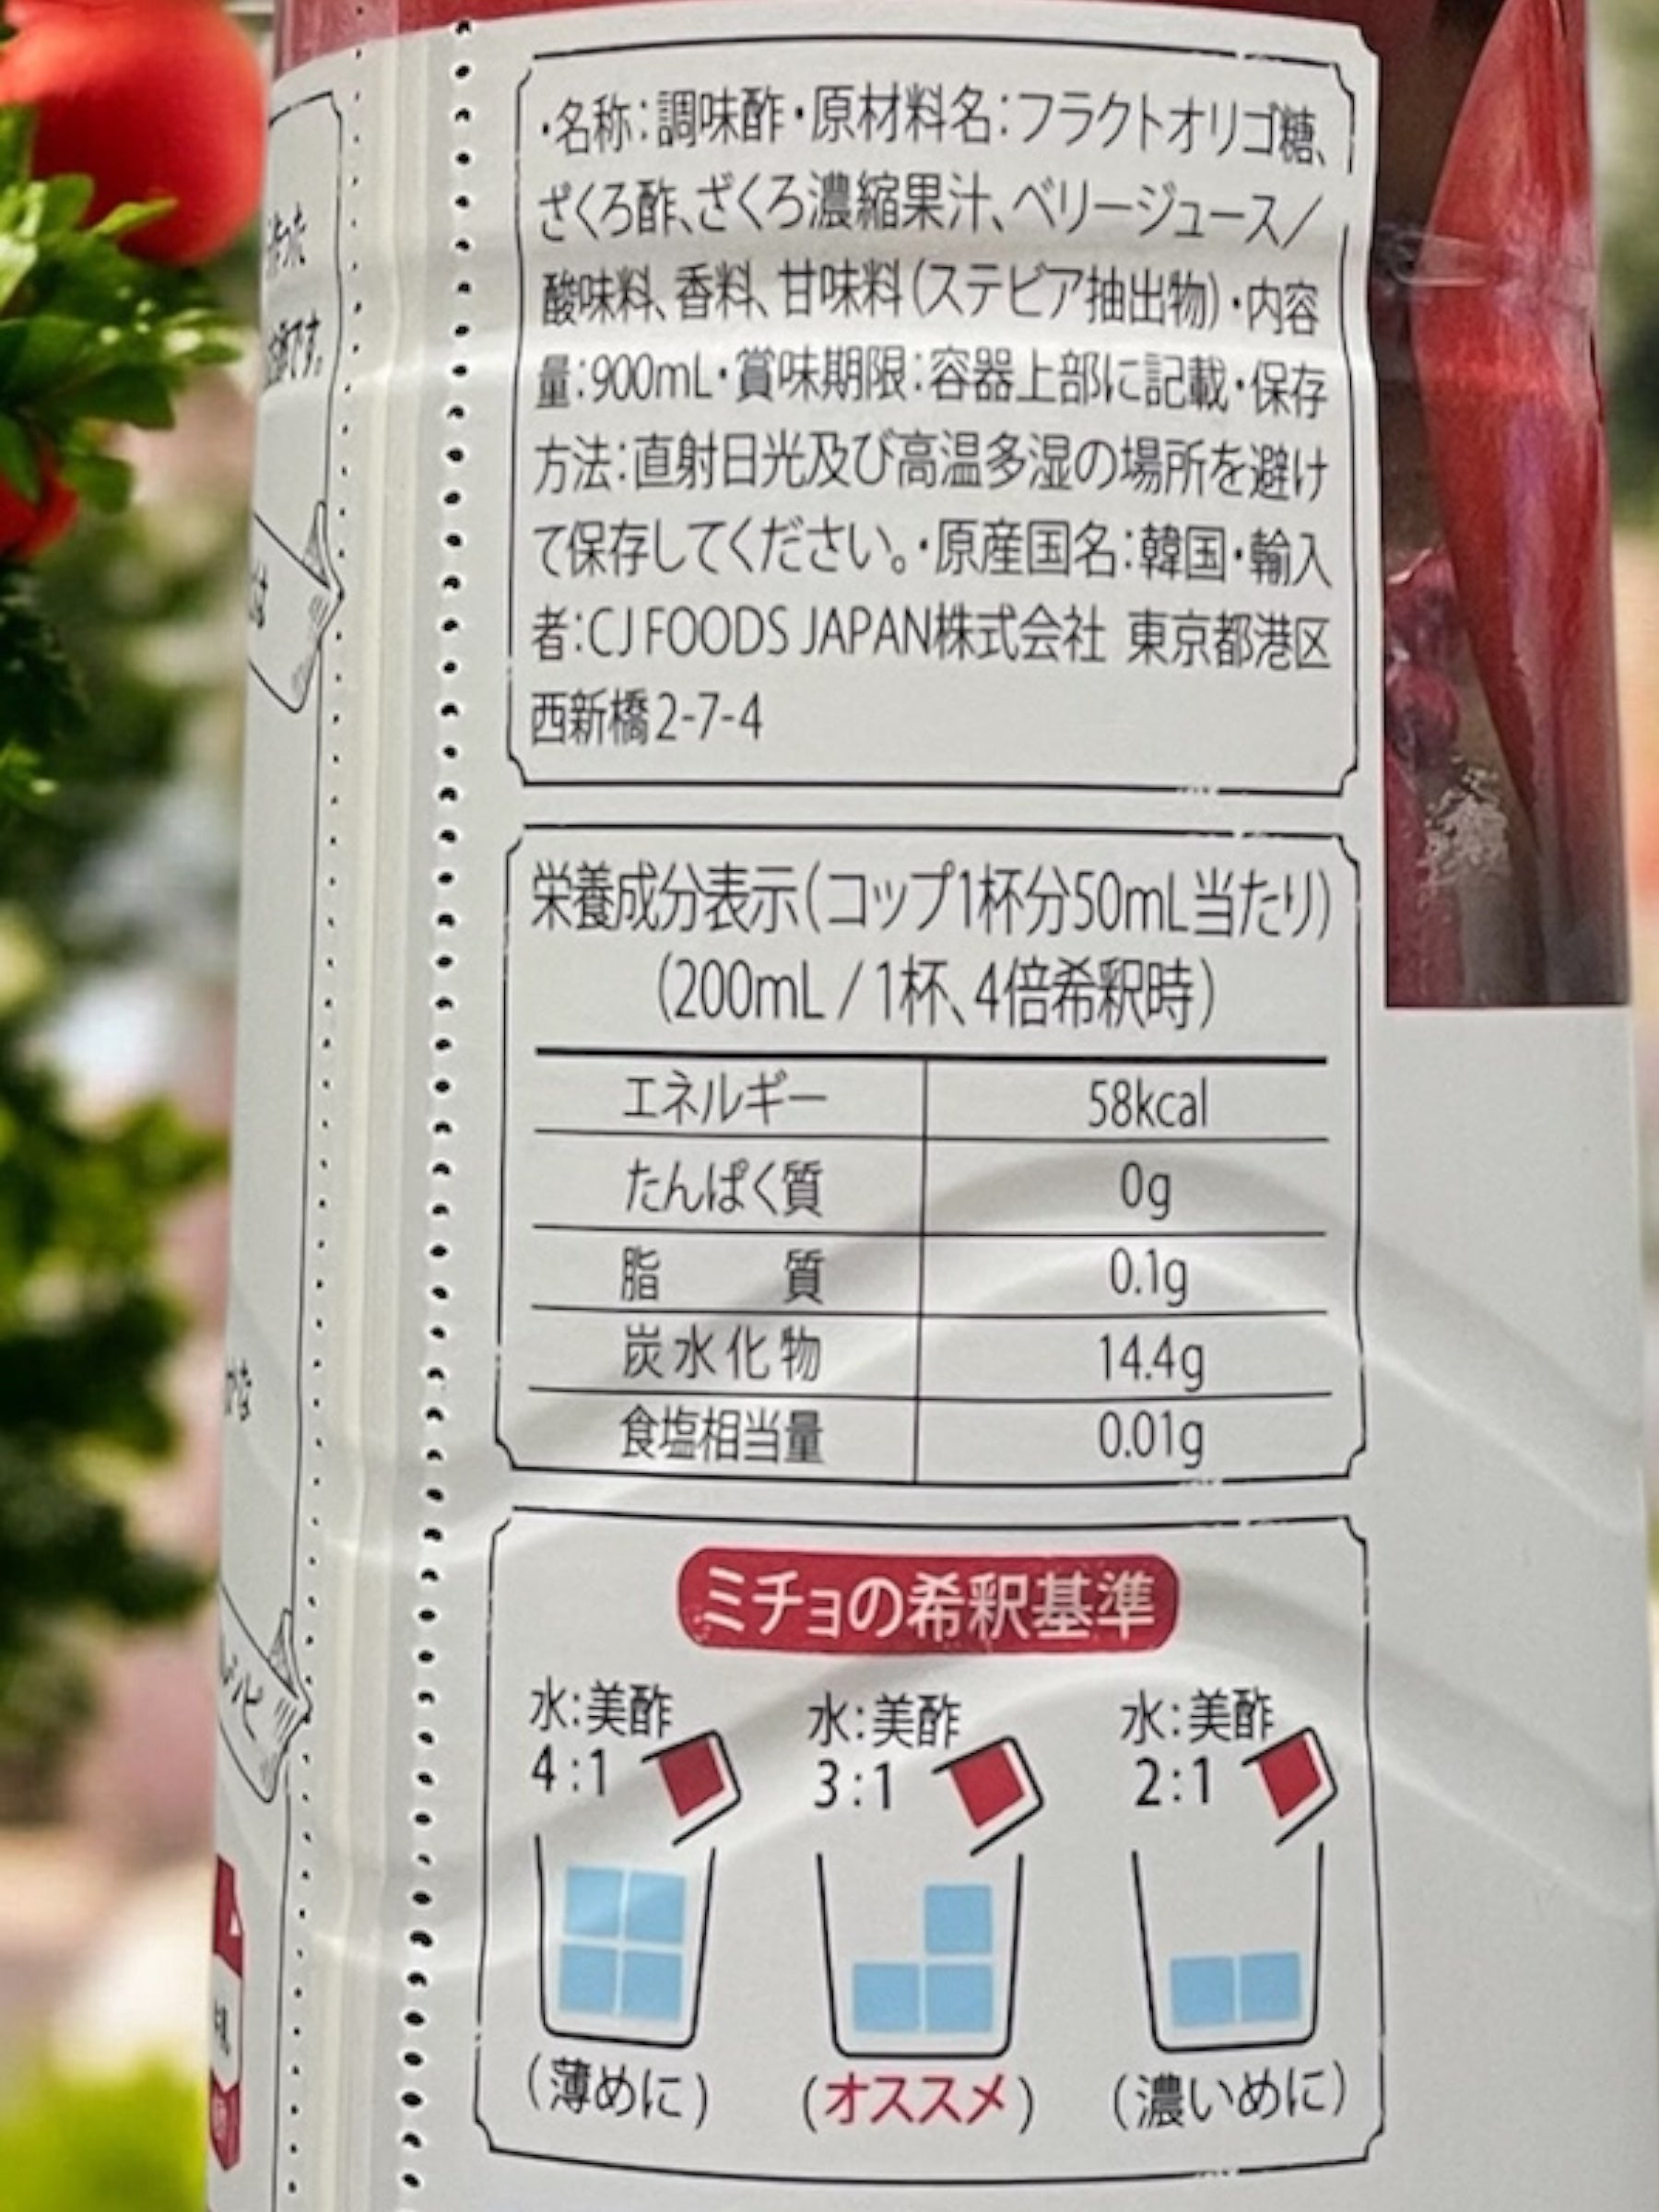 ・名称：調味酢・原材料名：フラクトオリゴ糖、
ざくろ酢、ざくろ濃縮果汁、ベリージュース／
酸味料、香料、甘味料（ステビア抽出物）・内容
量：900mL・賞味期限：容器上部に記載・保存
方法：直射日光及び高温多湿の場所を避け
て保存してください。・原産国名：韓国・輸入
者：CJ FOODS JAPAN株式会社 東京都港区
西新橋2-7-4
栄養成分表示（コップ1杯分50mL当たり）
（200mL / 1杯、4倍希釈時）
エネルギー 58kcal
たんぱく質 0g
脂質 0.1g
炭水化物 14.4g
食塩相当量 0.01g
ミチョの希釈基準
水：美酢 水：美酢 水：美酢
4：1 3：1 2：1
（薄めに） （オススメ） （濃いめに）
です。
レシピ